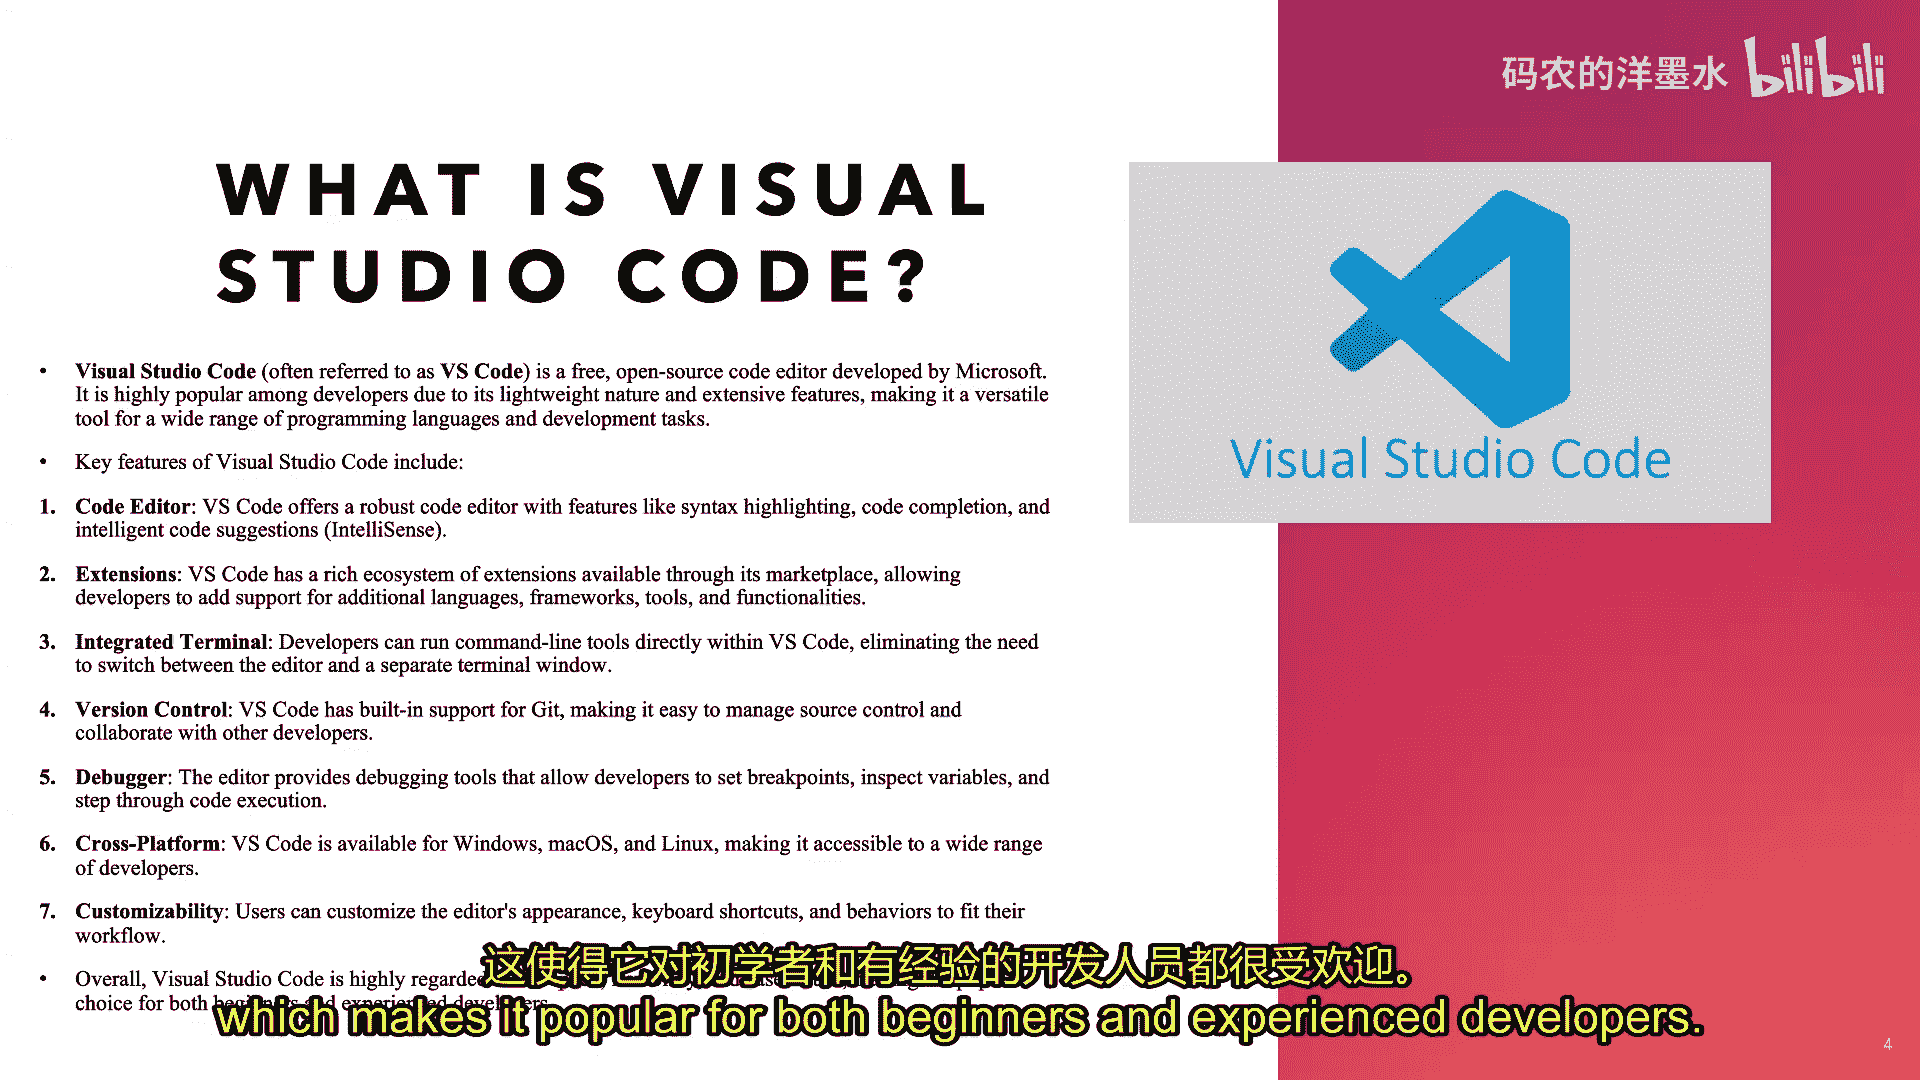 码农的洋墨水 bilibili
WHAT IS VISUAL
STUDIO CODE?
• Visual Studio Code (often referred to as VS Code) is a free, open-source code editor developed by Microsoft.
It is highly popular among developers due to its lightweight nature and extensive features, making it a versatile
tool for a wide range of programming languages and development tasks.
• Key features of Visual Studio Code include:
1. Code Editor: VS Code offers a robust code editor with features like syntax highlighting, code completion, and
intelligent code suggestions (IntelliSense).
2. Extensions: VS Code has a rich ecosystem of extensions available through its marketplace, allowing
developers to add support for additional languages, frameworks, tools, and functionalities.
3. Integrated Terminal: Developers can run command-line tools directly within VS Code, eliminating the need
to switch between the editor and a separate terminal window.
4. Version Control: VS Code has built-in support for Git, making it easy to manage source control and
collaborate with other developers.
5. Debugger: The editor provides debugging tools that allow developers to set breakpoints, inspect variables, and
step through code execution.
6. Cross-Platform: VS Code is available for Windows, macOS, and Linux, making it accessible to a wide range
of developers.
7. Customizability: Users can customize the editor's appearance, keyboard shortcuts, and behaviors to fit their
workflow.
• Overall, Visual Studio Code is highly regarded
choice for both beginners and experienced developers.
Visual Studio Code
这使得它对初学者和有经验的开发人员都很受欢迎。
which makes it popular for both beginners and experienced developers.
4